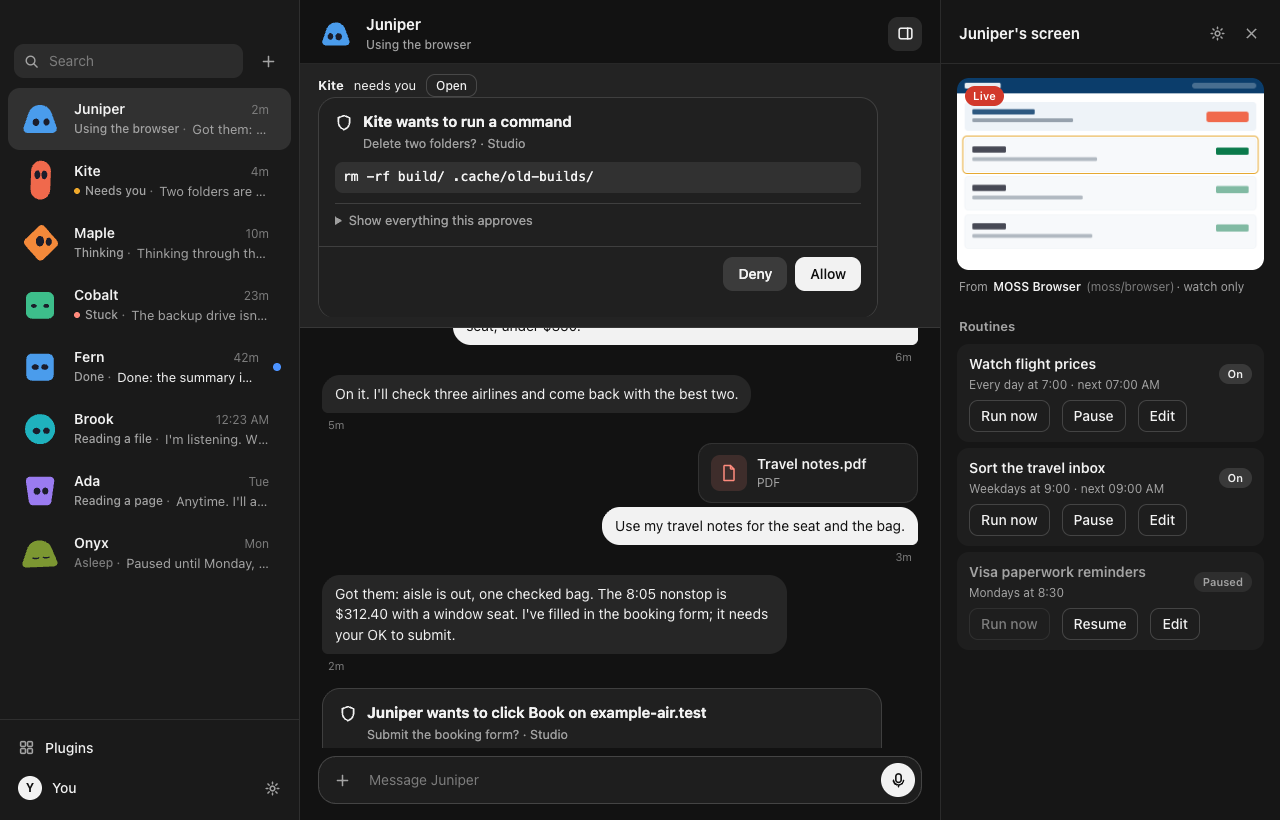 Search
Juniper
2m
Using the browser · Got them: ...
Kite
4m
Needs you · Two folders are ...
Maple
10m
Thinking · Thinking through th...
Cobalt
23m
Stuck · The backup drive isn...
Fern
42m
Done · Done: the summary i...
Brook
12:23 AM
Reading a file · I'm listening. W...
Ada
Tue
Reading a page · Anytime. I'll a...
Onyx
Mon
Asleep · Paused until Monday, ...
Plugins
Y
You
Juniper
Using the browser
Kite needs you Open
Kite wants to run a command
Delete two folders? · Studio
rm -rf build/ .cache/old-builds/
Show everything this approves
Deny
Allow
6m
On it. I'll check three airlines and come back with the best two.
5m
Travel notes.pdf
PDF
Use my travel notes for the seat and the bag.
3m
Got them: aisle is out, one checked bag. The 8:05 nonstop is
$312.40 with a window seat. I've filled in the booking form; it needs
your OK to submit.
2m
Juniper wants to click Book on example-air.test
Submit the booking form? · Studio
Message Juniper
Juniper's screen
Live
From MOSS Browser (moss/browser) · watch only
Routines
Watch flight prices
Every day at 7:00 · next 07:00 AM
On
Run now
Pause
Edit
Sort the travel inbox
Weekdays at 9:00 · next 09:00 AM
On
Run now
Pause
Edit
Visa paperwork reminders
Mondays at 8:30
Paused
Run now
Resume
Edit